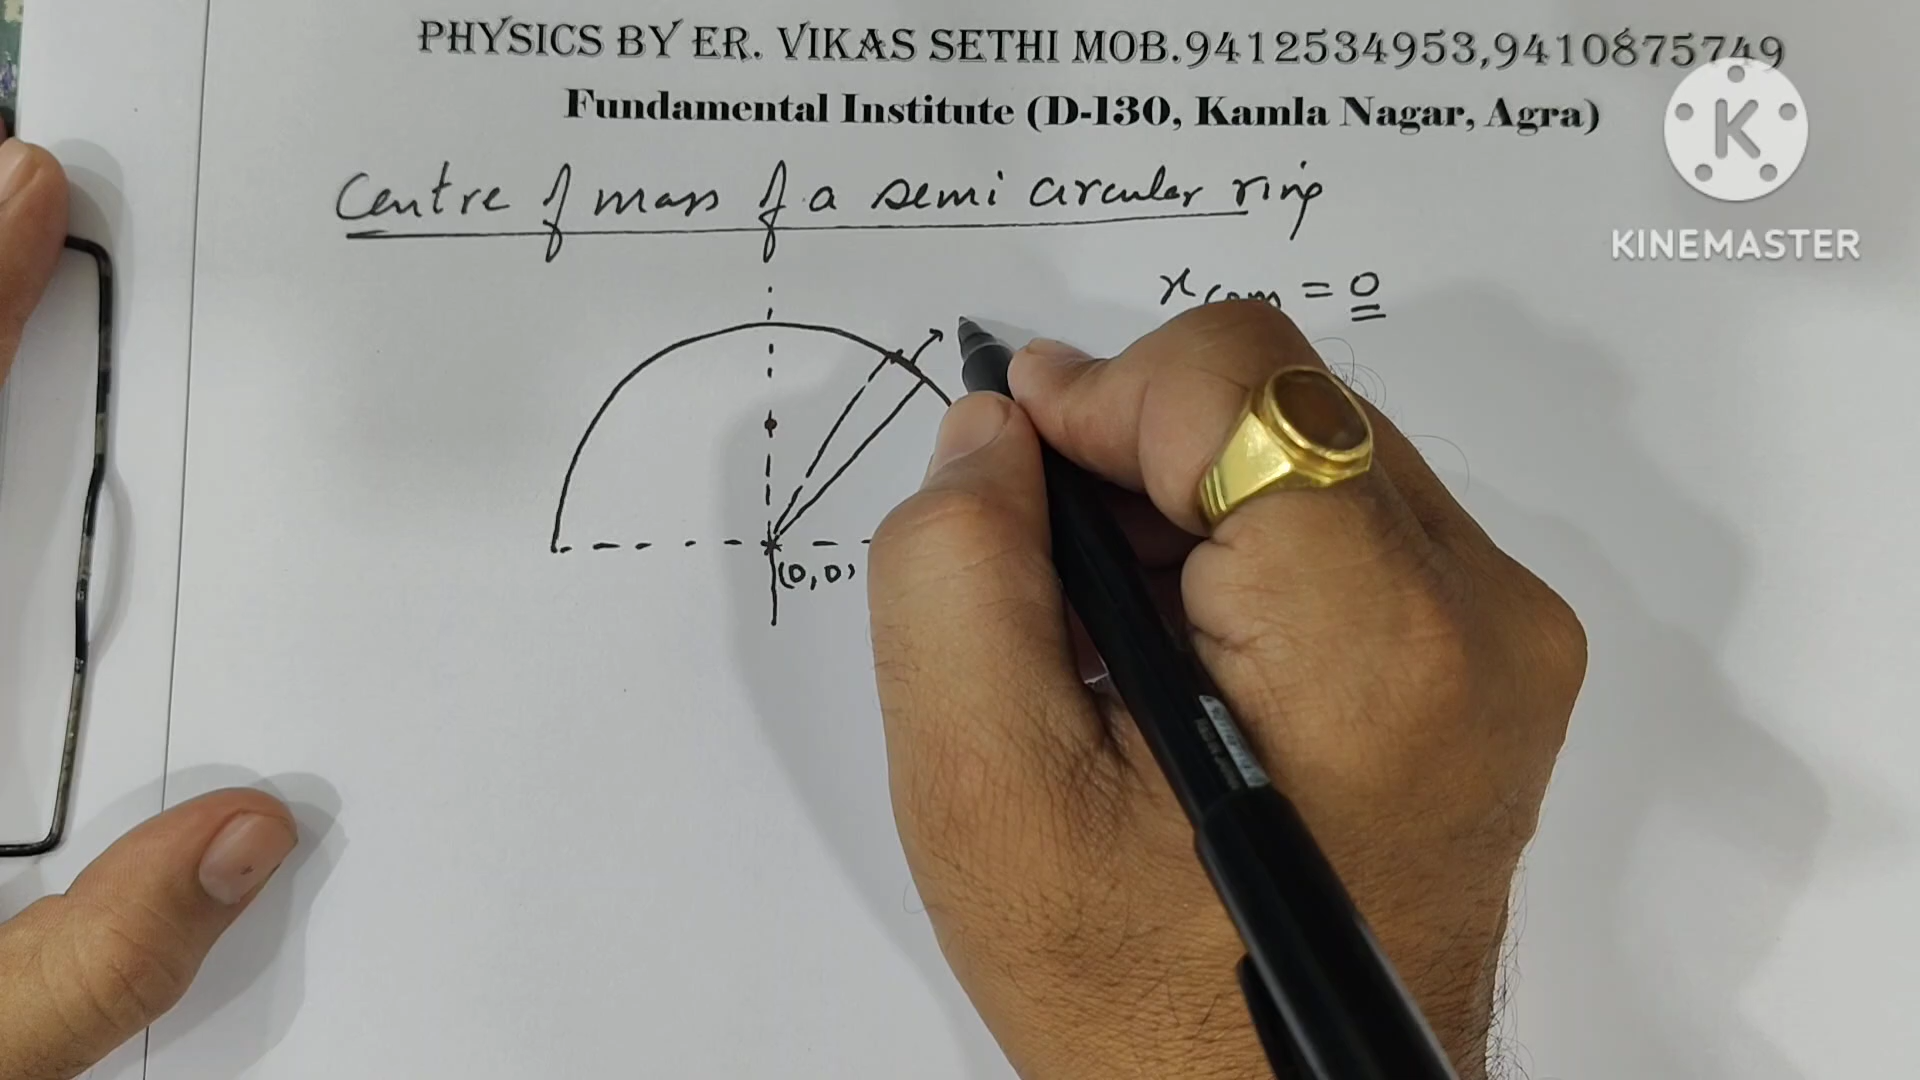 PHYSICS BY ER. VIKAS SETHI MOB.9412534953,9410875749
Fundamental Institute (D-130, Kamla Nagar, Agra)
K
KINEMASTER
Centre of mass of a semi circular ring
x com = 0
(0,0)